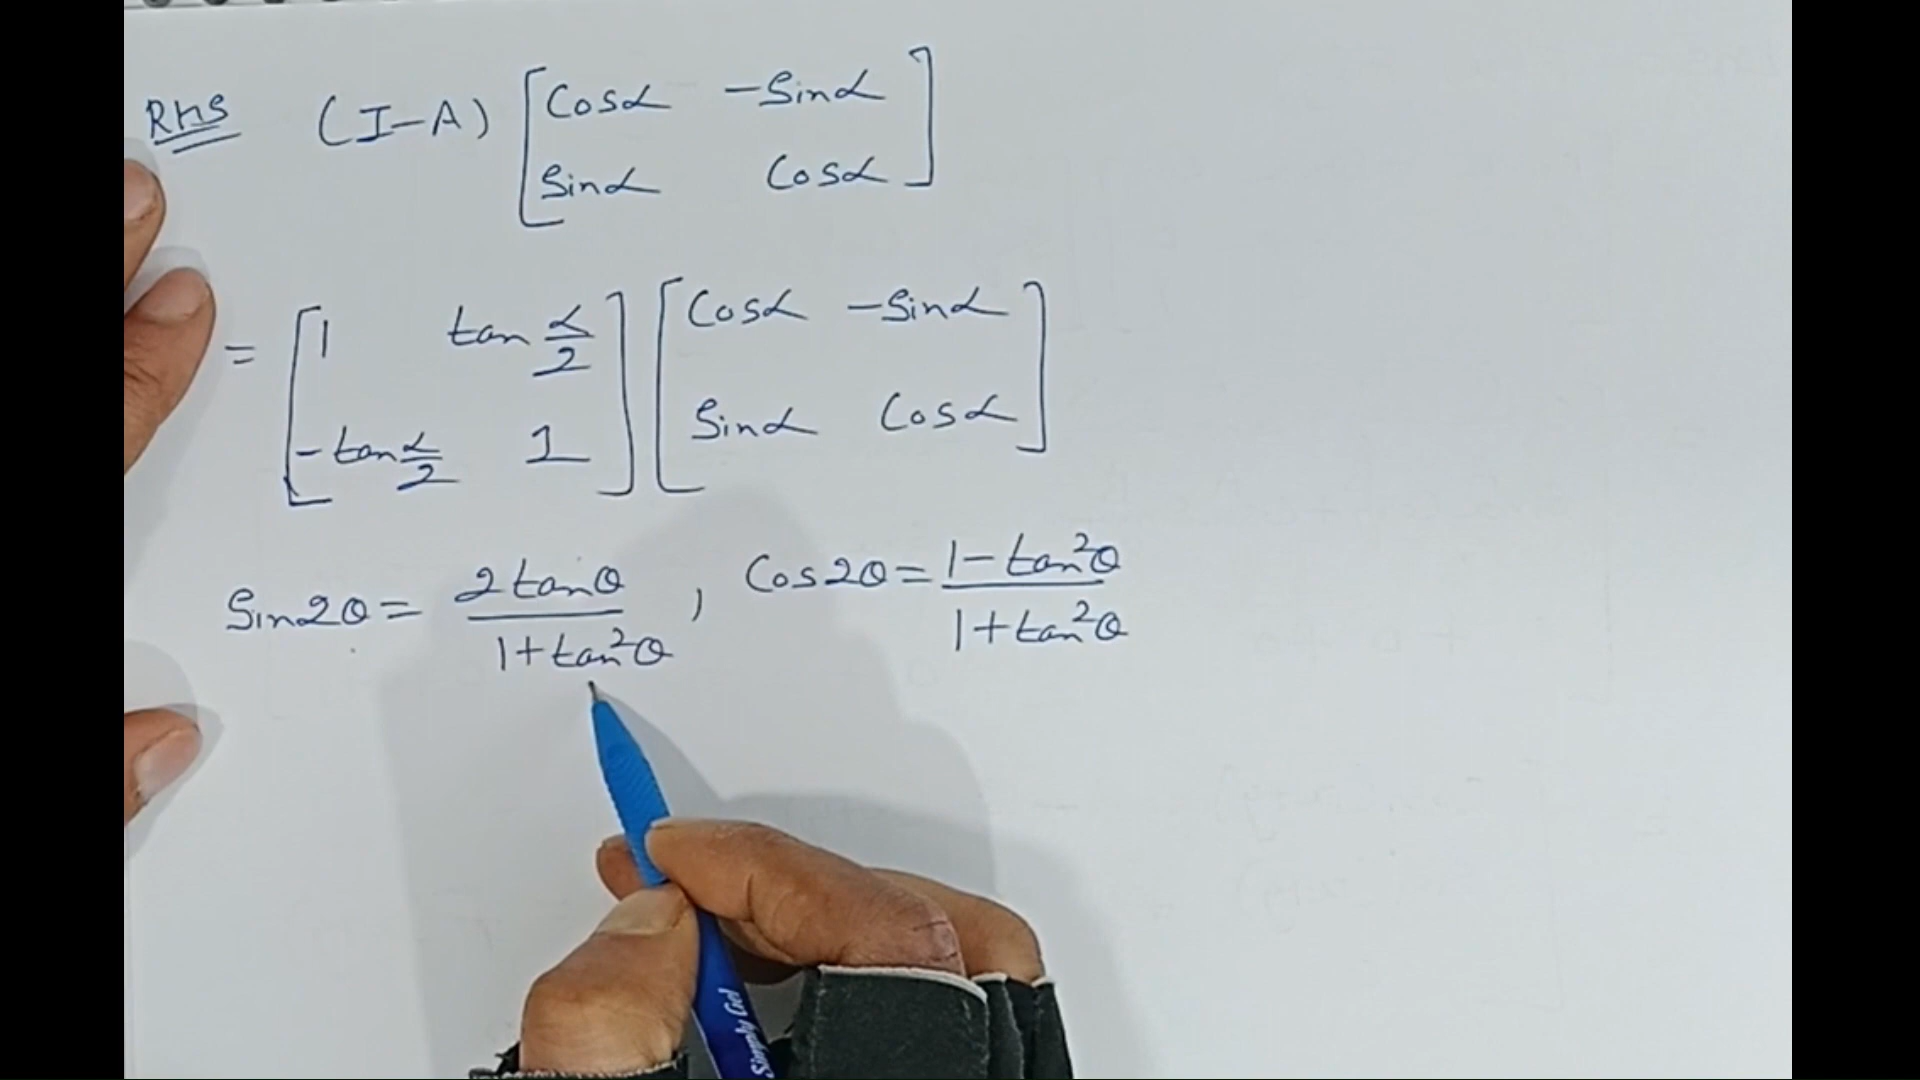 RHS (I-A) [cosα -sinα
sinα cosα]
= [1 tan α/2
-tan α/2 1] [cosα -sinα
sinα cosα]
Sin2θ = 2tanθ/1+tan²θ , Cos2θ = 1-tan²θ/1+tan²θ
Simply Gel